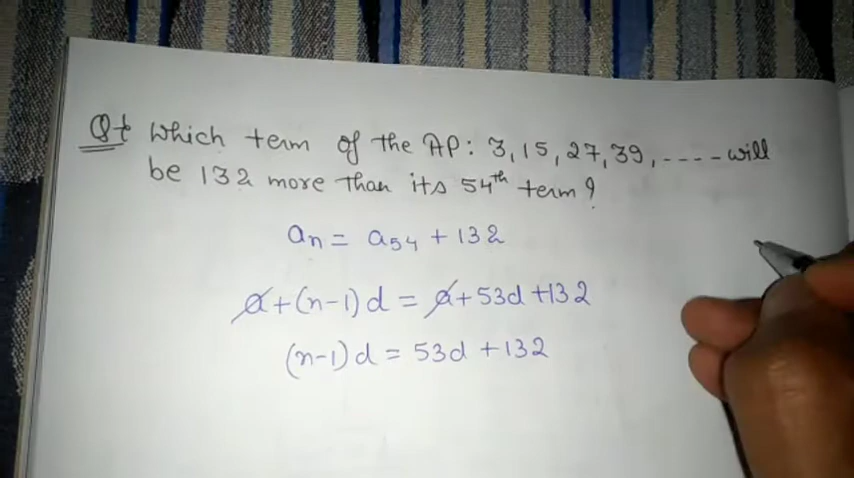 Q† Which term of the AP: 3, 15, 27, 39, ---- will
be 132 more than its 54th term?
an = a54 + 132
a + (n-1)d = a + 53d + 132
(n-1)d = 53d + 132